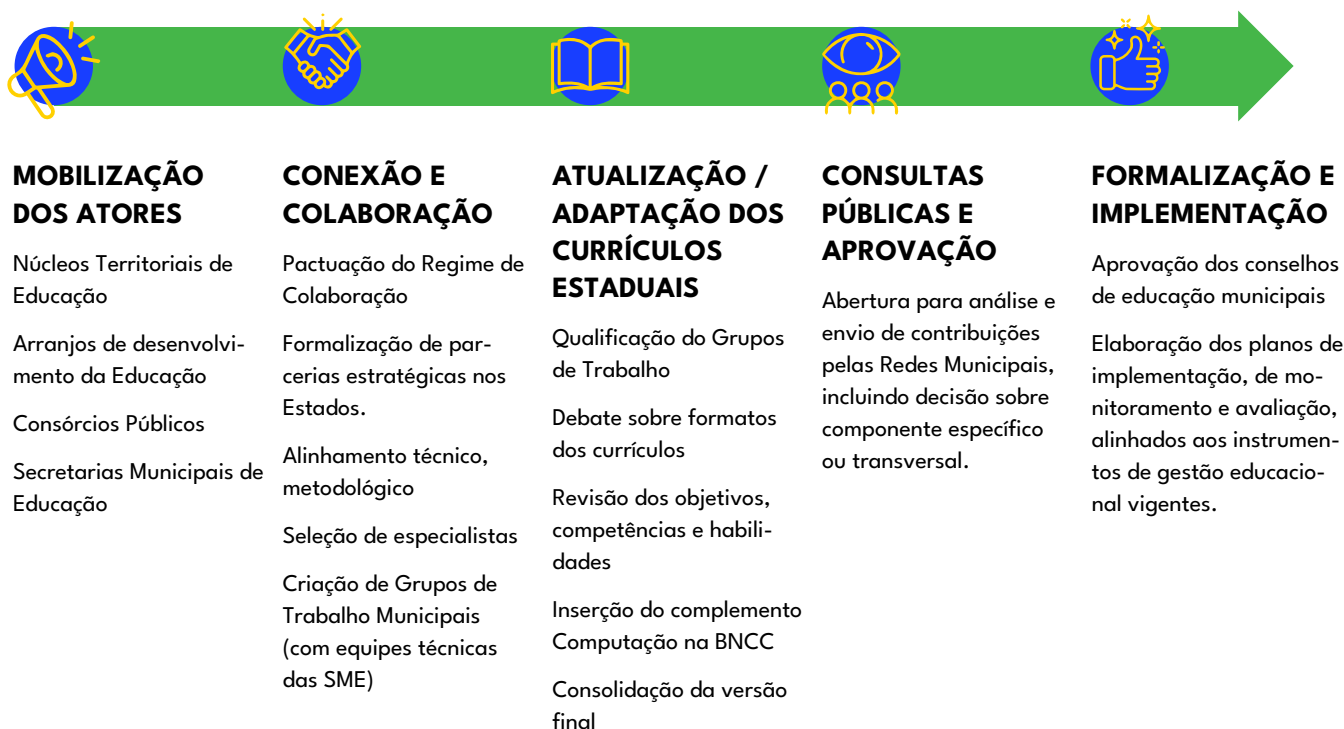 MOBILIZAÇÃO
DOS ATORES
Núcleos Territoriais de
Educação
Arranjos de desenvolvi-
mento da Educação
Consórcios Públicos
Secretarias Municipais de
Educação
CONEXÃO E
COLABORAÇÃO
Pactuação do Regime de
Colaboração
Formalização de par-
cerias estratégicas nos
Estados.
Alinhamento técnico,
metodológico
Seleção de especialistas
Criação de Grupos de
Trabalho Municipais
(com equipes técnicas
das SME)
ATUALIZAÇÃO /
ADAPTAÇÃO DOS
CURRÍCULOS
ESTADUAIS
Qualificação do Grupos
de Trabalho
Debate sobre formatos
dos currículos
Revisão dos objetivos,
competências e habili-
dades
Inserção do complemento
Computação na BNCC
Consolidação da versão
final
CONSULTAS
PÚBLICAS E
APROVAÇÃO
Abertura para análise e
envio de contribuições
pelas Redes Municipais,
incluindo decisão sobre
componente específico
ou transversal.
FORMALIZAÇÃO E
IMPLEMENTAÇÃO
Aprovação dos conselhos
de educação municipais
Elaboração dos planos de
implementação, de mo-
nitoramento e avaliação,
alinhados aos instrumen-
tos de gestão educacio-
nal vigentes.